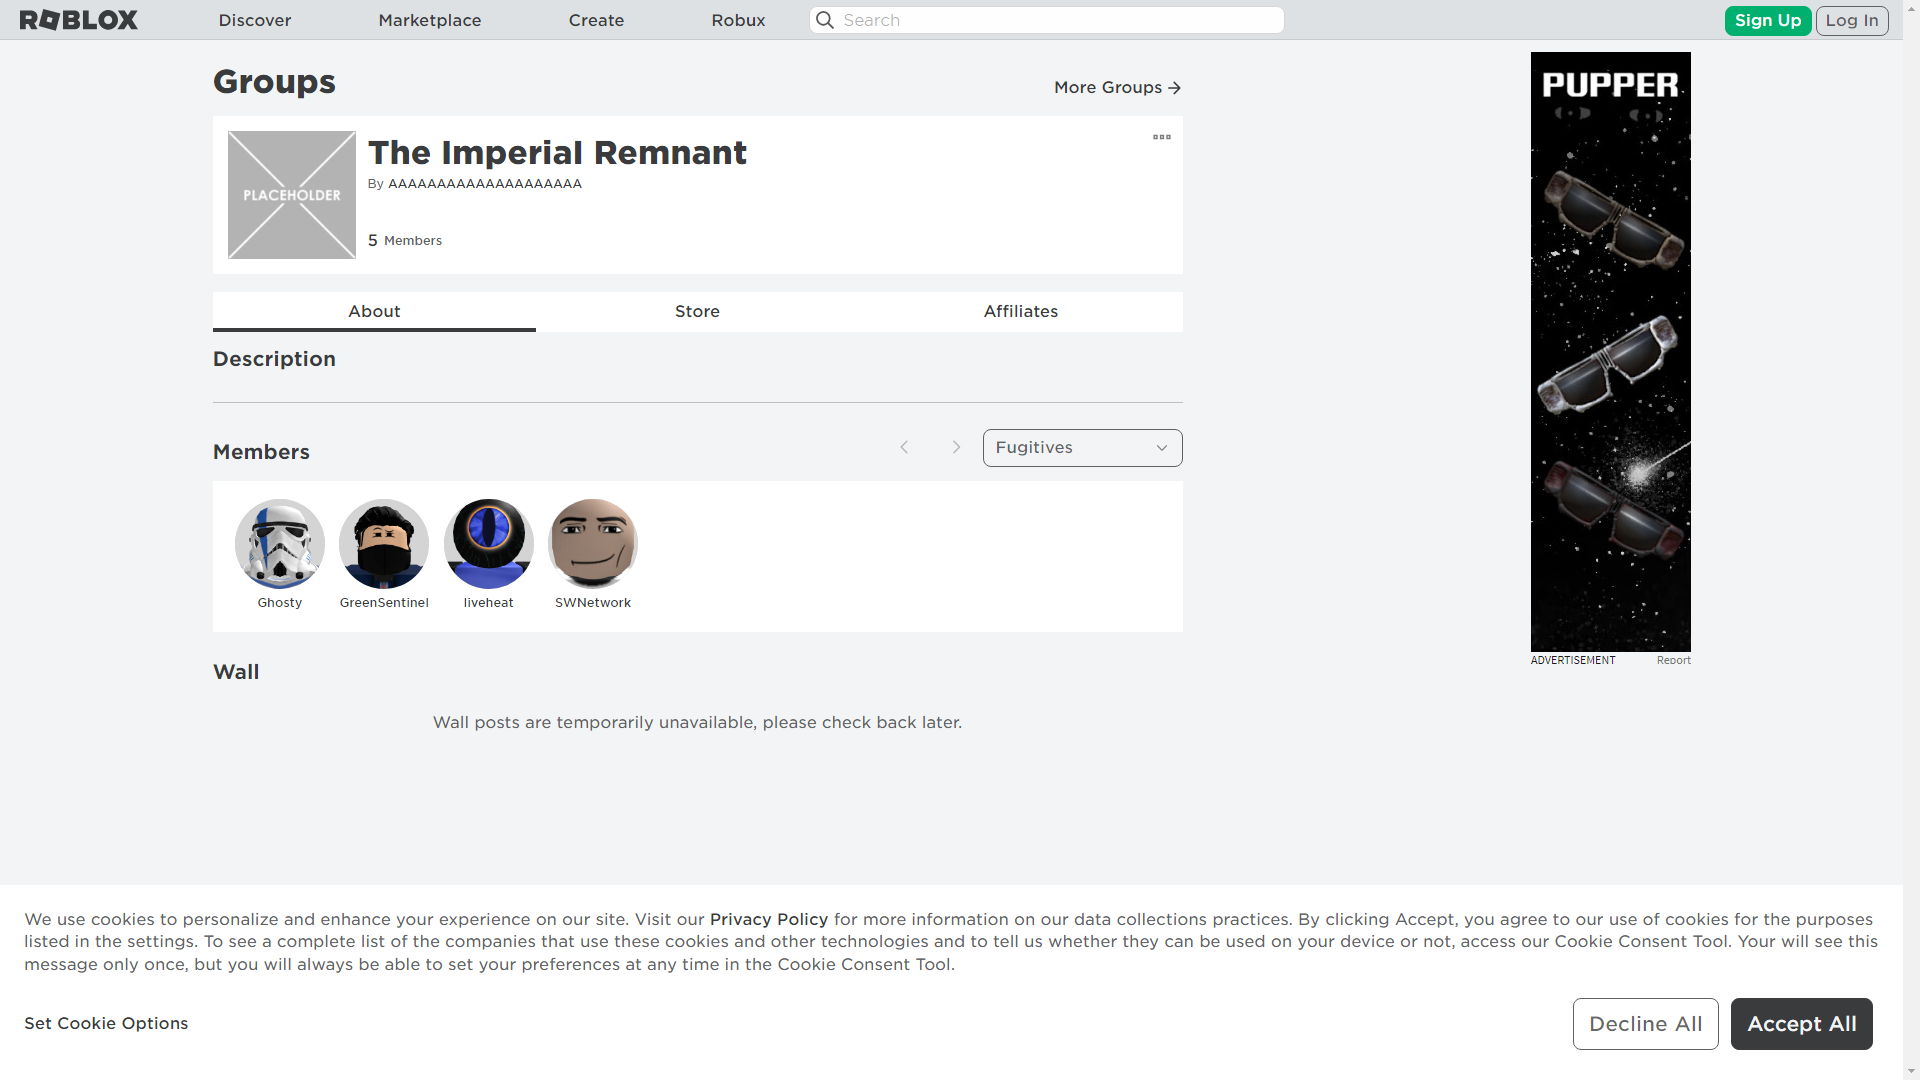 ROBLOX
Discover
Marketplace
Create
Robux
Search
Sign Up
Log In
Groups
More Groups
PLACEHOLDER
The Imperial Remnant
By AAAAAAAAAAAAAAAAAAAA
5 Members
About
Store
Affiliates
Description
Members
Fugitives
Ghosty
GreenSentinel
liveheat
SWNetwork
Wall
Wall posts are temporarily unavailable, please check back later.
PUPPER
ADVERTISEMENT
Report
We use cookies to personalize and enhance your experience on our site. Visit our Privacy Policy for more information on our data collections practices. By clicking Accept, you agree to our use of cookies for the purposes
listed in the settings. To see a complete list of the companies that use these cookies and other technologies and to tell us whether they can be used on your device or not, access our Cookie Consent Tool. Your will see this
message only once, but you will always be able to set your preferences at any time in the Cookie Consent Tool.
Set Cookie Options
Decline All
Accept All